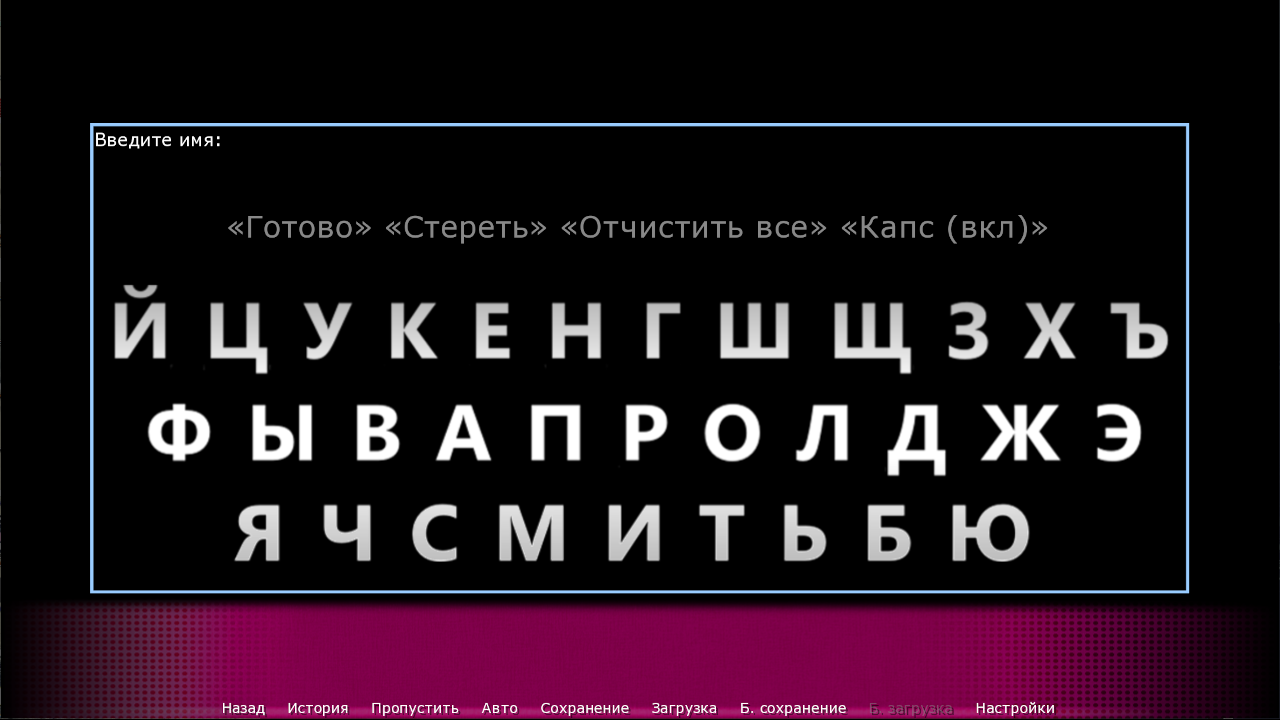 Введите имя:
«Готово» «Стереть» «Отчистить все» «Капс (вкл)»
Й Ц У К Е Н Г Ш Щ З Х Ъ
Ф Ы В А П Р О Л Д Ж Э
Я Ч С М И Т Ь Б Ю
Назад История Пропустить Авто Сохранение Загрузка Б. сохранение Б. загрузка Настройки